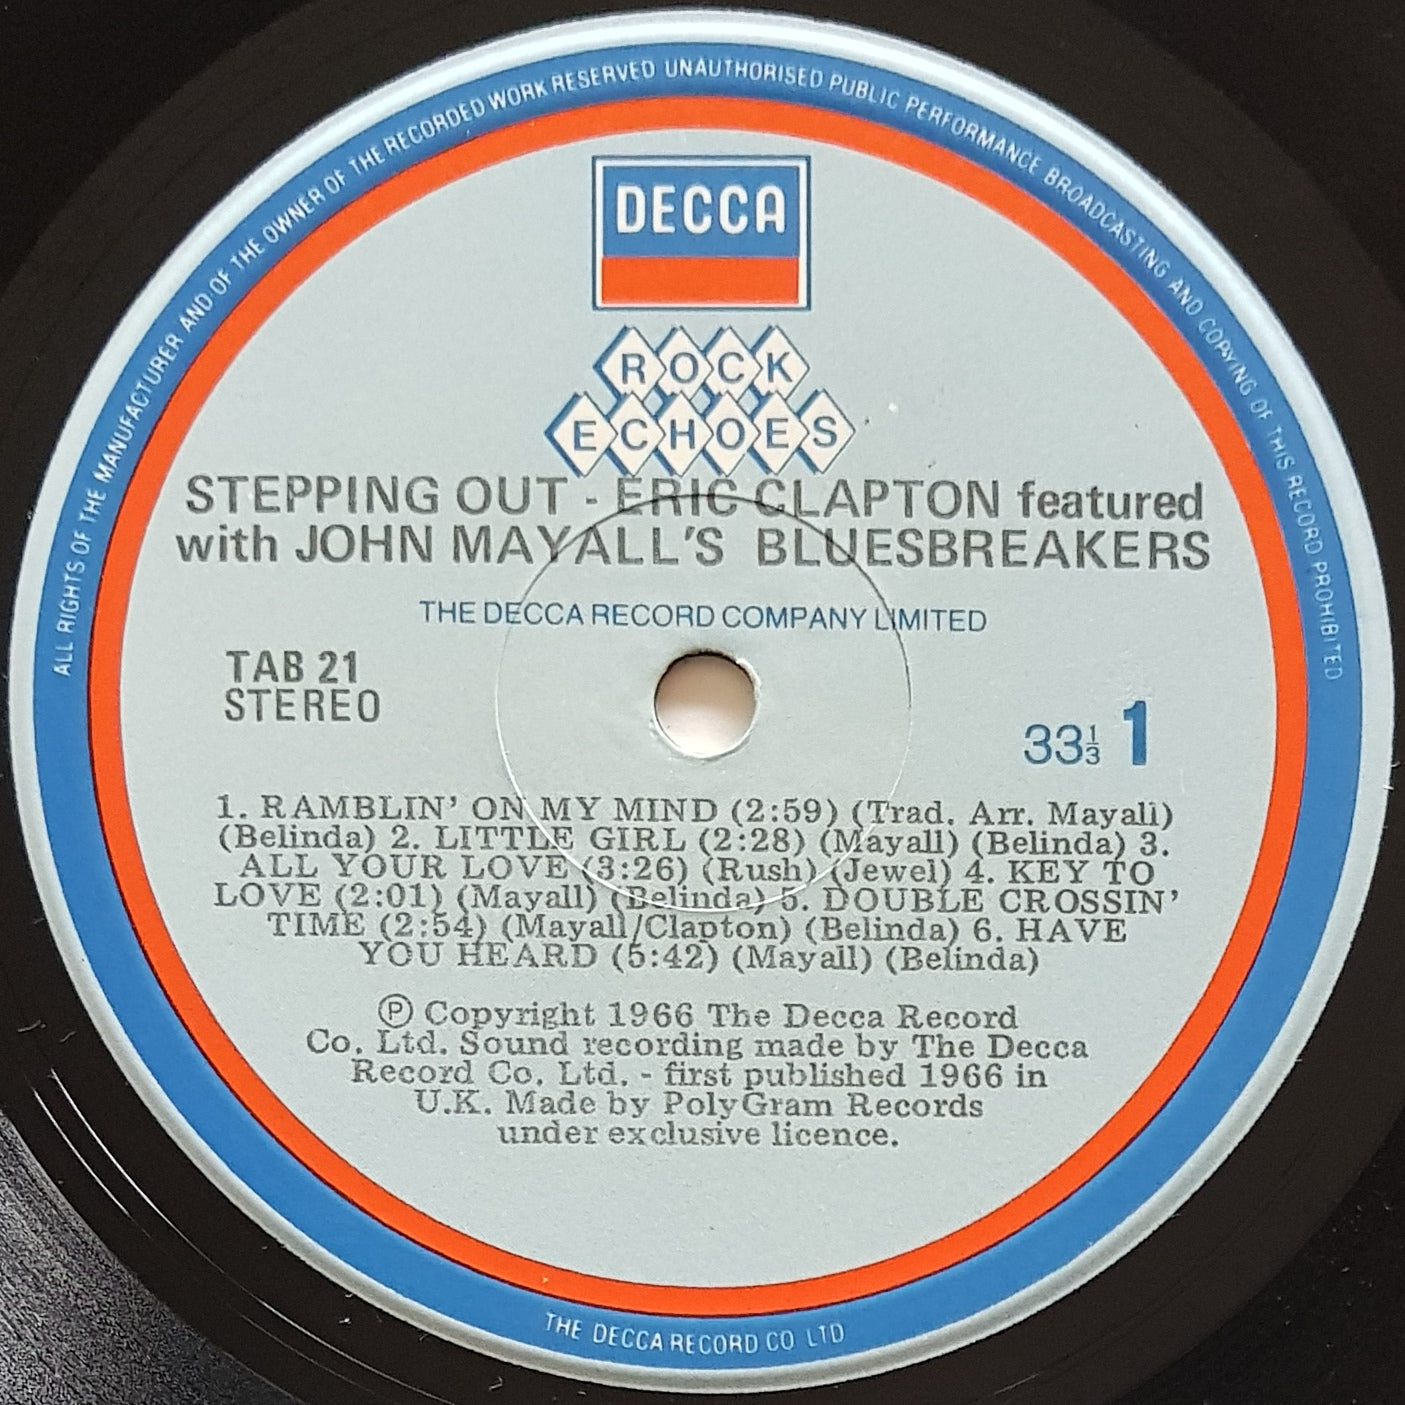 ALL RIGHTS OF THE MANUFACTURER AND OF THE OWNER OF THE RECORDED WORK RESERVED UNAUTHORISED PUBLIC PERFORMANCE BROADCASTING AND COPYING OF THIS RECORD PROHIBITED
DECCA
ROCK
ECHOES
STEPPING OUT - ERIC CLAPTON featured
with JOHN MAYALL'S BLUESBREAKERS
THE DECCA RECORD COMPANY LIMITED
TAB 21
STEREO
33⅓ 1
1. RAMBLIN' ON MY MIND (2:59) (Trad. Arr. Mayall)
(Belinda) 2. LITTLE GIRL (2:28) (Mayall) (Belinda) 3.
ALL YOUR LOVE (3:26) (Rush) (Jewel) 4. KEY TO
LOVE (2:01) (Mayall) (Belinda) 5. DOUBLE CROSSIN'
TIME (2:54) (Mayall/Clapton) (Belinda) 6. HAVE
YOU HEARD (5:42) (Mayall) (Belinda)
Ⓟ Copyright 1966 The Decca Record
Co. Ltd. Sound recording made by The Decca
Record Co. Ltd. - first published 1966 in
U.K. Made by PolyGram Records
under exclusive licence.
THE DECCA RECORD CO LTD